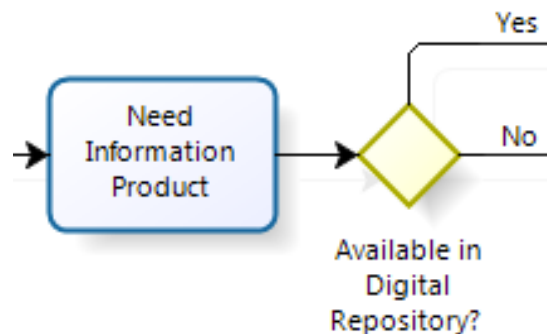 Yes
Need
Information
Product
No
Available in
Digital
Repository?